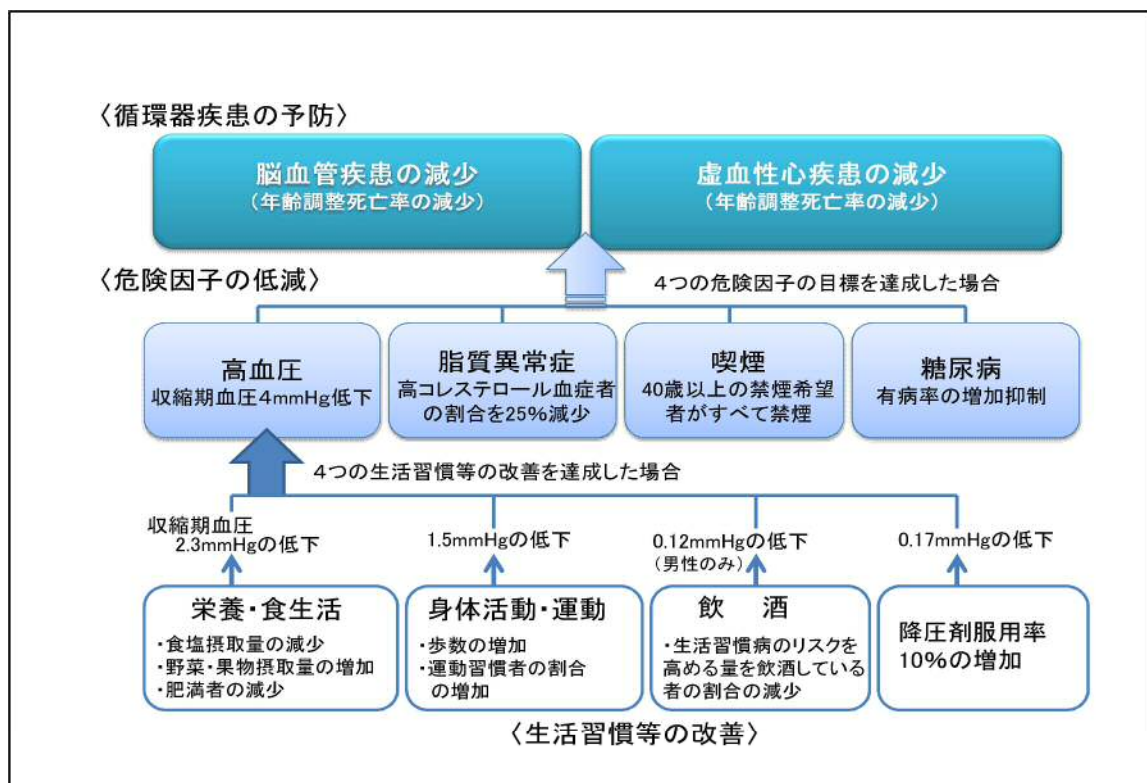 〈循環器疾患の予防〉
脳血管疾患の減少
(年齢調整死亡率の減少)
虚血性心疾患の減少
(年齢調整死亡率の減少)
〈危険因子の低減〉
4つの危険因子の目標を達成した場合
高血圧
収縮期血圧4mmHg低下
脂質異常症
高コレステロール血症者
の割合を25%減少
喫煙
40歳以上の禁煙希望
者がすべて禁煙
糖尿病
有病率の増加抑制
4つの生活習慣等の改善を達成した場合
収縮期血圧
2.3mmHgの低下
1.5mmHgの低下
0.12mmHgの低下
(男性のみ)
0.17mmHgの低下
栄養・食生活
・食塩摂取量の減少
・野菜・果物摂取量の増加
・肥満者の減少
身体活動・運動
・歩数の増加
・運動習慣者の割合
の増加
飲 酒
・生活習慣病のリスクを
高める量を飲酒している
者の割合の減少
降圧剤服用率
10%の増加
〈生活習慣等の改善〉